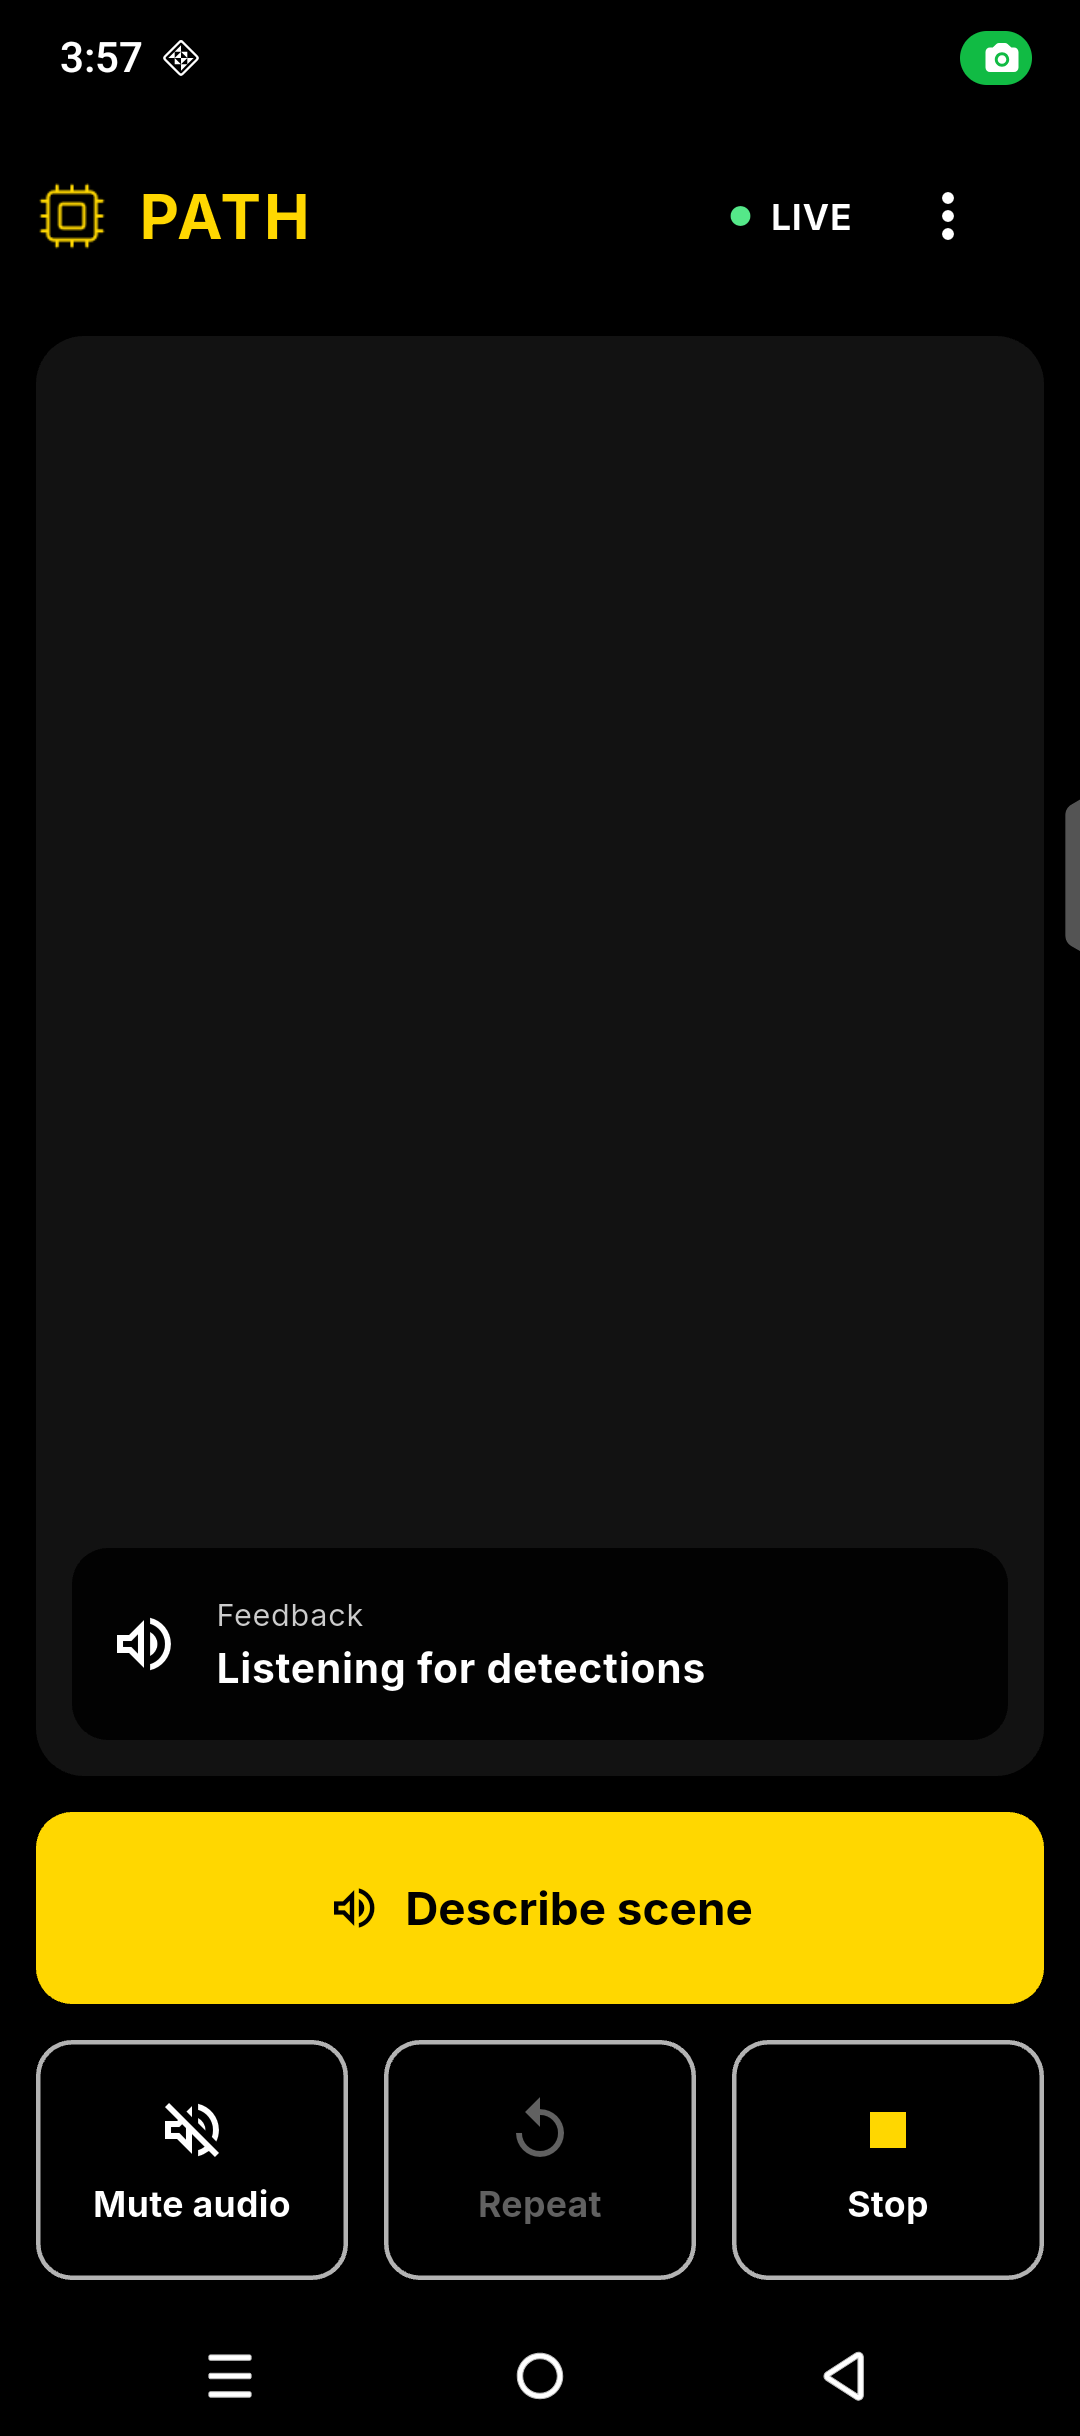 3:57
PATH
LIVE
Feedback
Listening for detections
Describe scene
Mute audio
Repeat
Stop